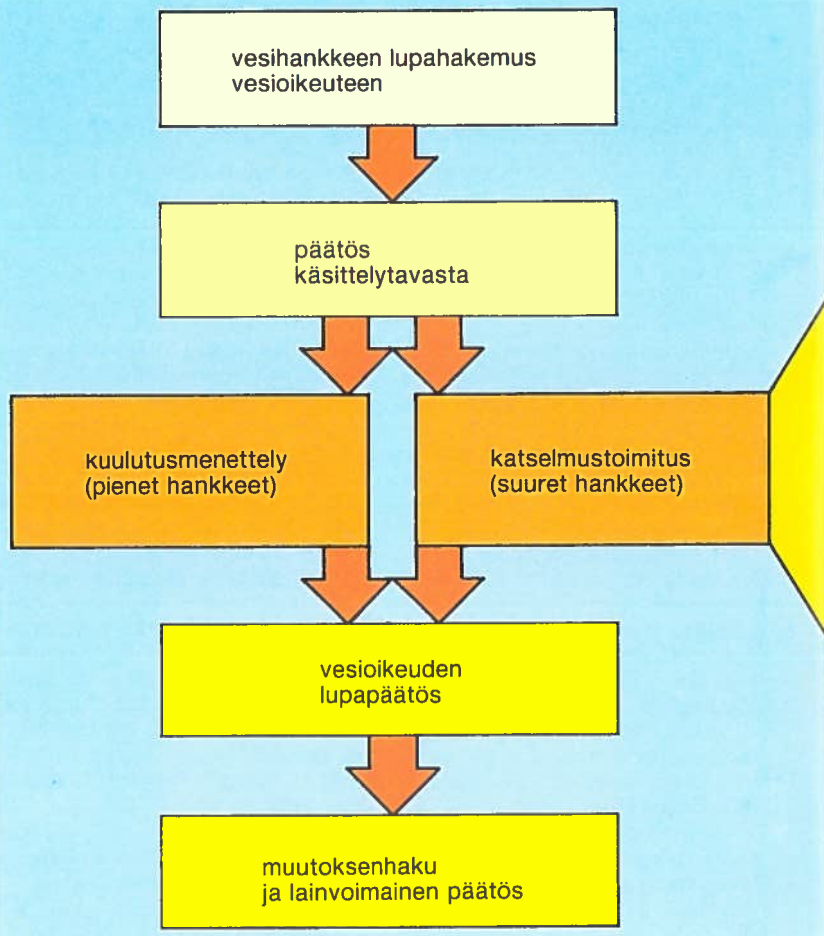 vesihankkeen lupahakemus
vesioikeuteen
päätös
käsittelytavasta
kuulutusmenettely
(pienet hankkeet)
katselmustoimitus
(suuret hankkeet)
vesioikeuden
lupapäätös
muutoksenhaku
ja lainvoimainen päätös